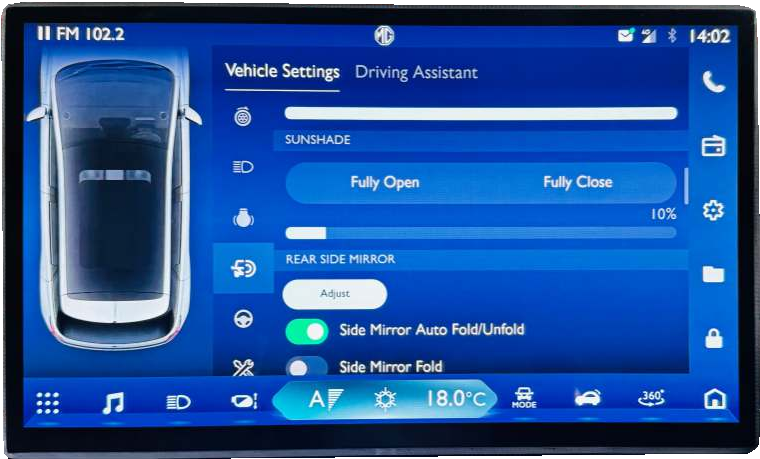 FM 102.2
MG
4G
14:02
Vehicle Settings Driving Assistant
SUNSHADE
Fully Open Fully Close
10%
REAR SIDE MIRROR
Adjust
Side Mirror Auto Fold/Unfold
Side Mirror Fold
A 18.0°C
MODE
360°